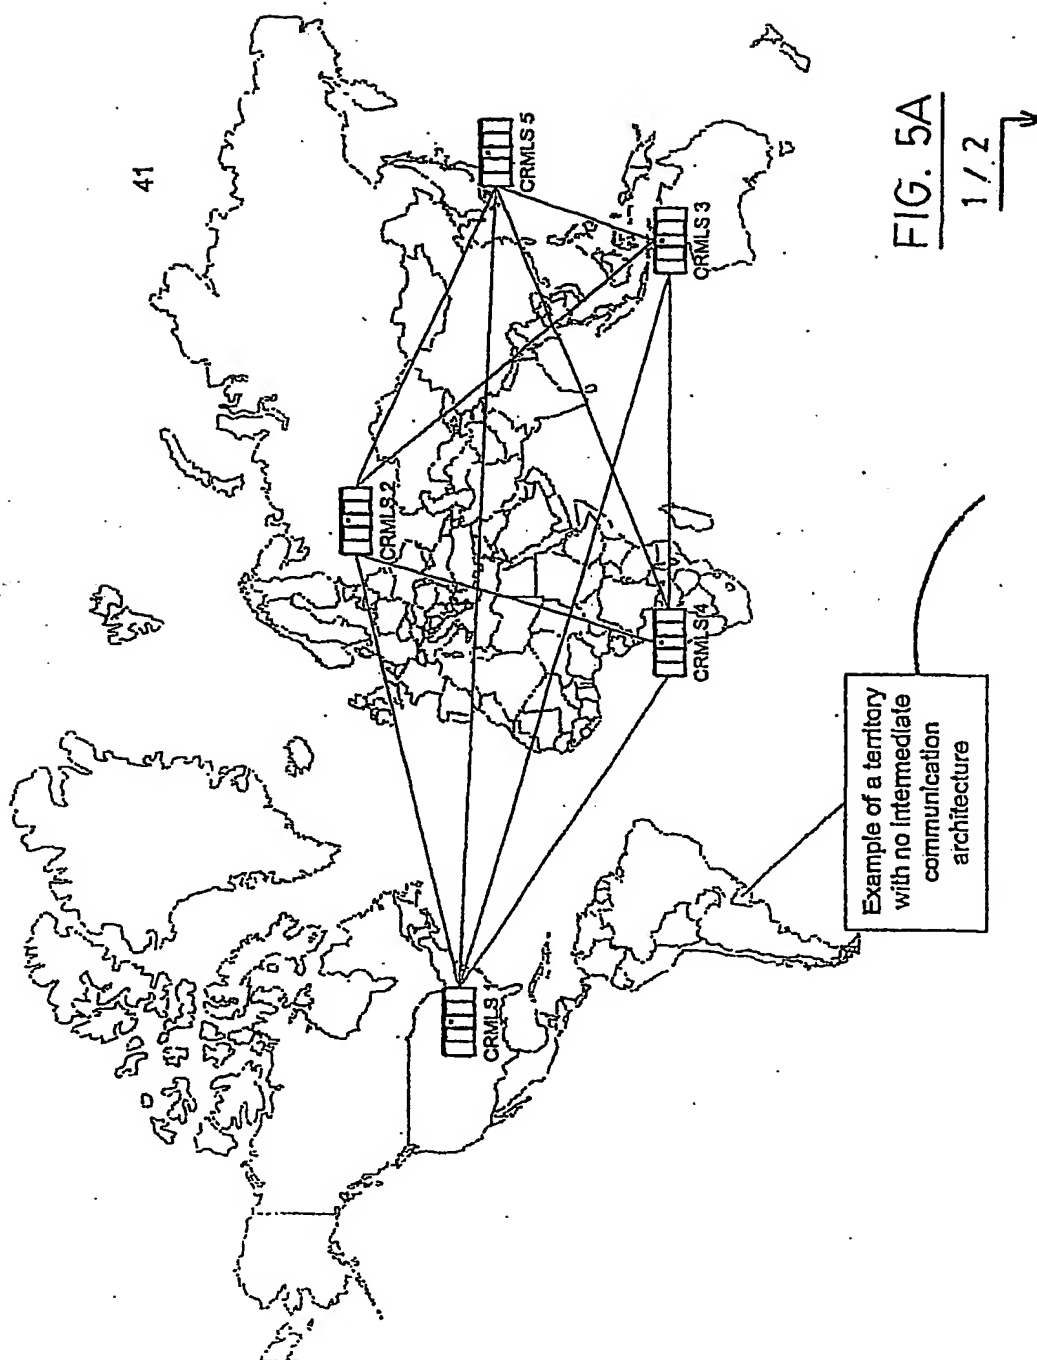 41
CRMLS 5
CRMLS 2
CRMLS 3
CRMLS 4
CRMLS
Example of a territory
with no intermediate
communication
architecture
FIG. 5A
1/2